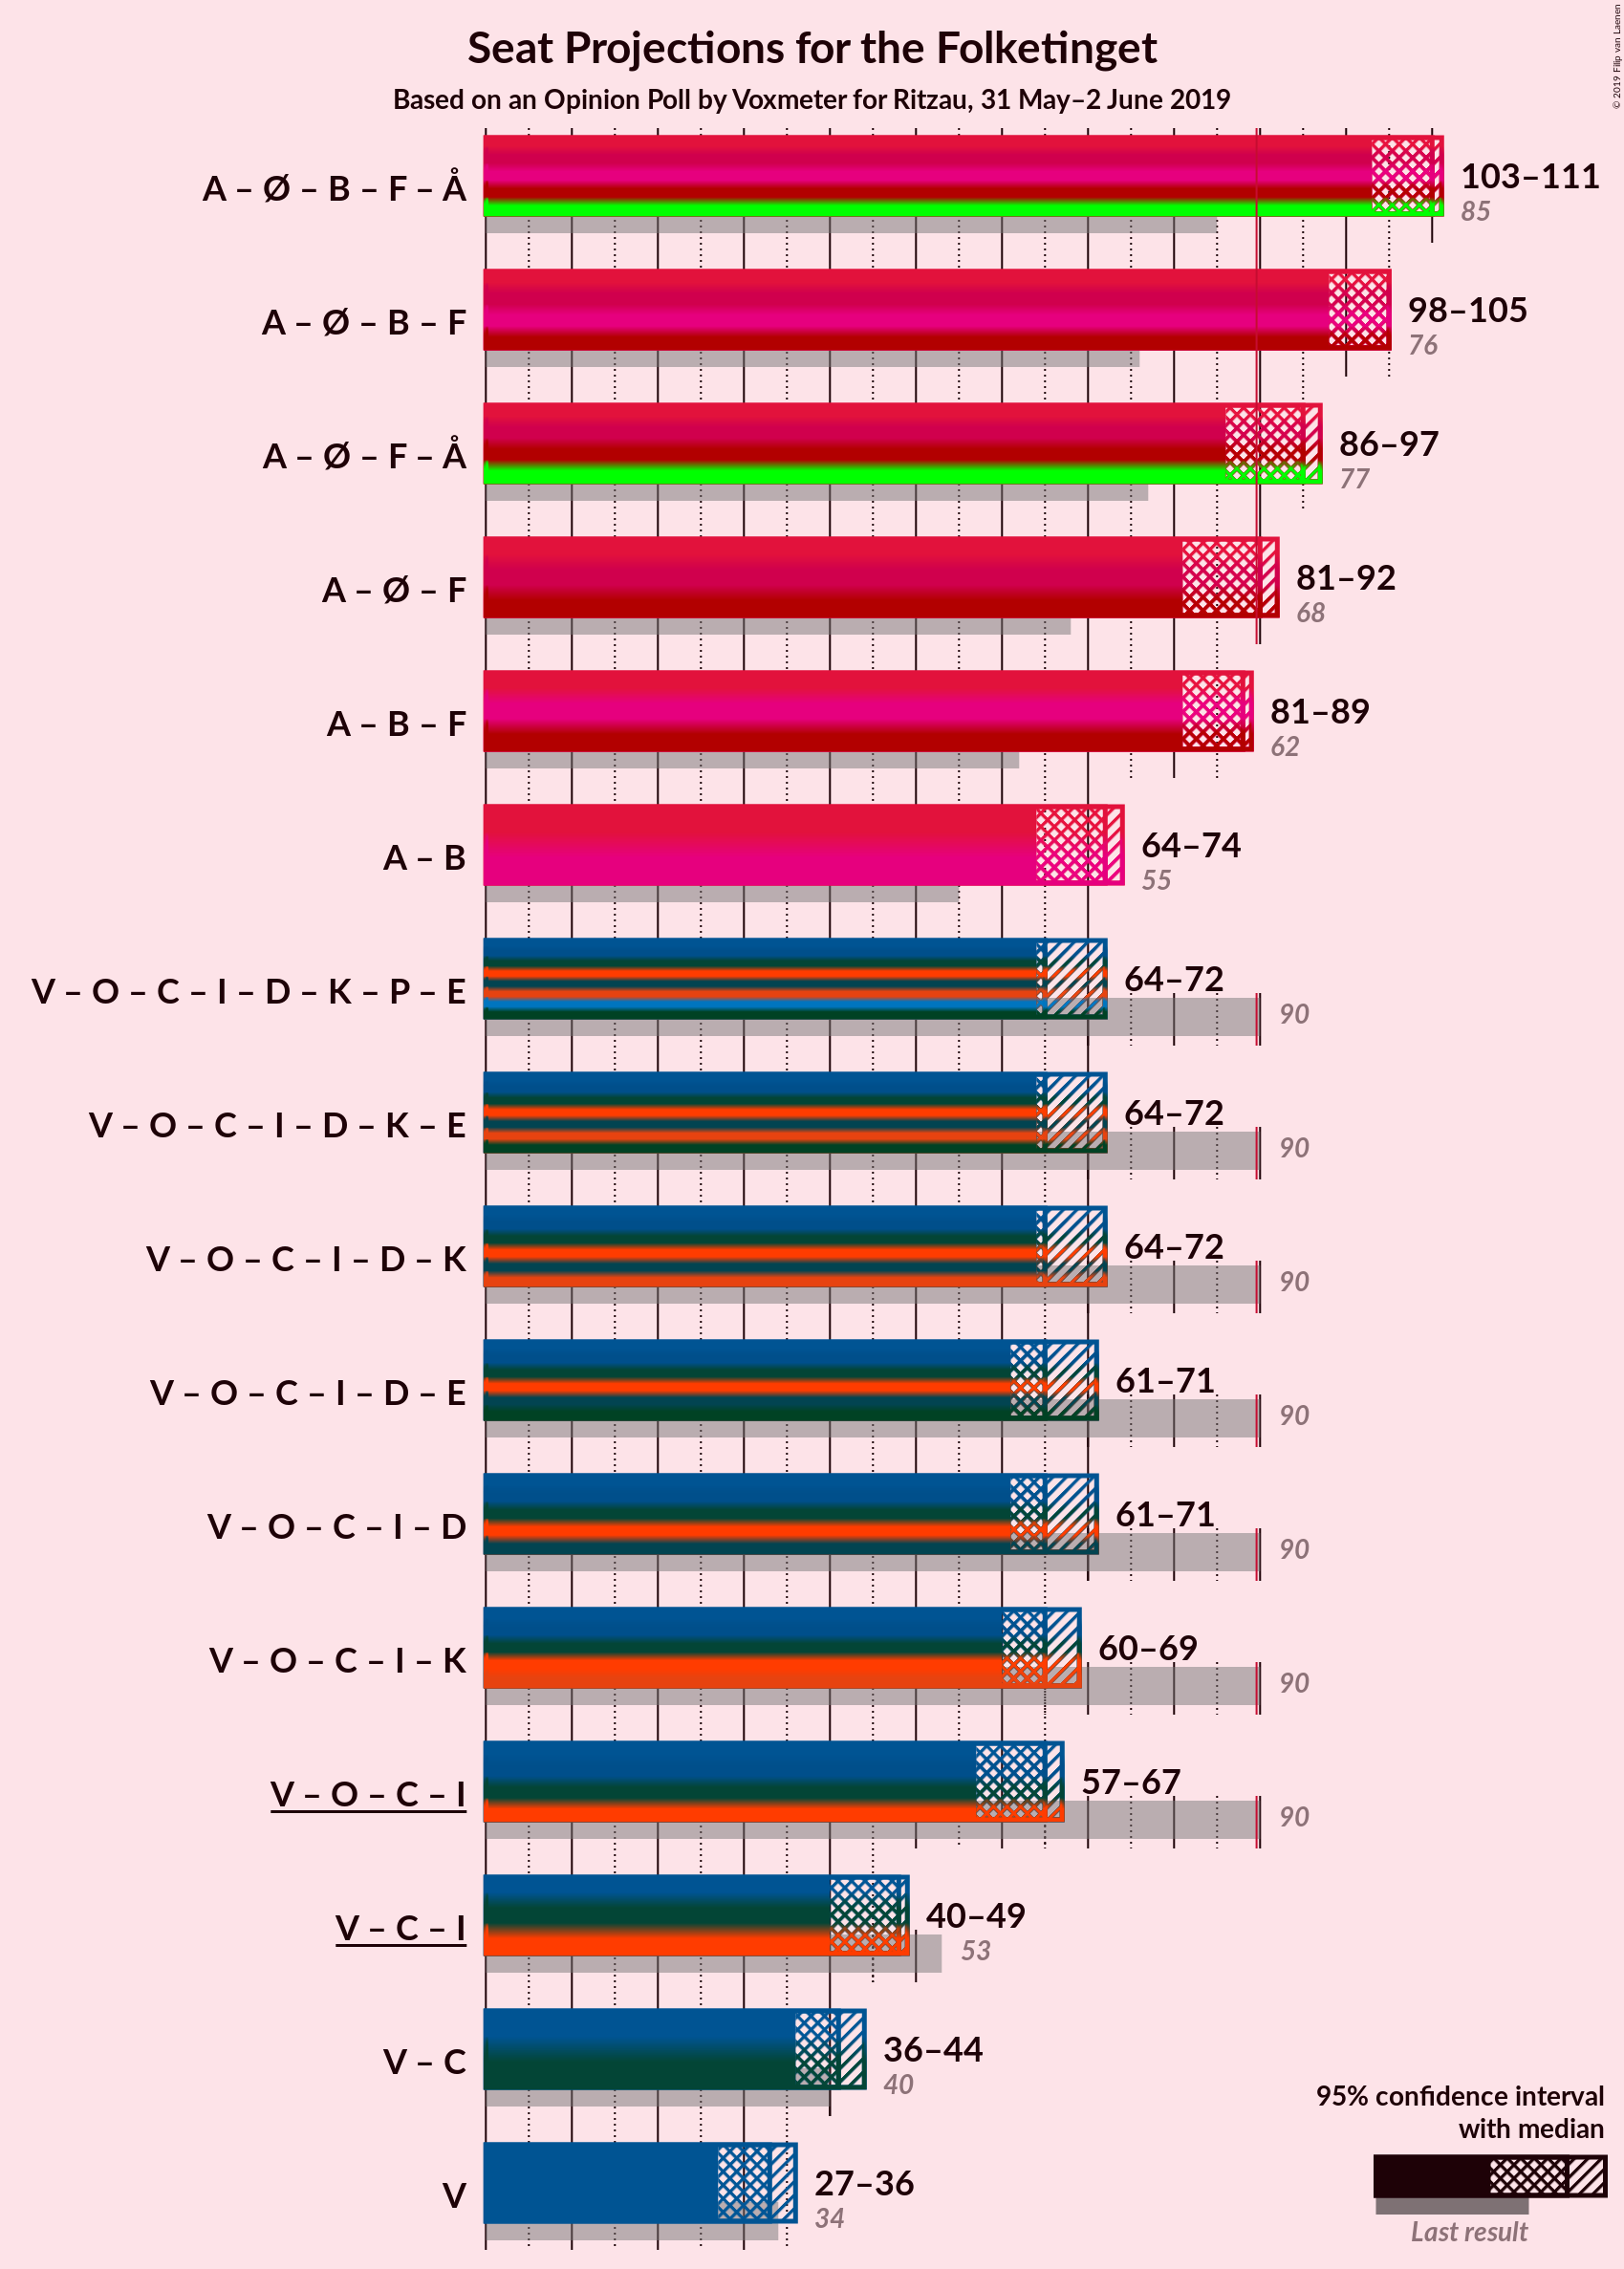 Seat Projections for the Folketinget
Based on an Opinion Poll by Voxmeter for Ritzau, 31 May–2 June 2019
© 2019 Filip van Laenen
A – Ø – B – F – Å
103–111
85
A – Ø – B – F
98–105
76
A – Ø – F – Å
86–97
77
A – Ø – F
81–92
68
A – B – F
81–89
62
A – B
64–74
55
V – O – C – I – D – K – P – E
64–72
90
V – O – C – I – D – K – E
64–72
90
V – O – C – I – D – K
64–72
90
V – O – C – I – D – E
61–71
90
V – O – C – I – D
61–71
90
V – O – C – I – K
60–69
90
V – O – C – I
57–67
90
V – C – I
40–49
53
V – C
36–44
40
V
27–36
34
95% confidence interval
with median
Last result